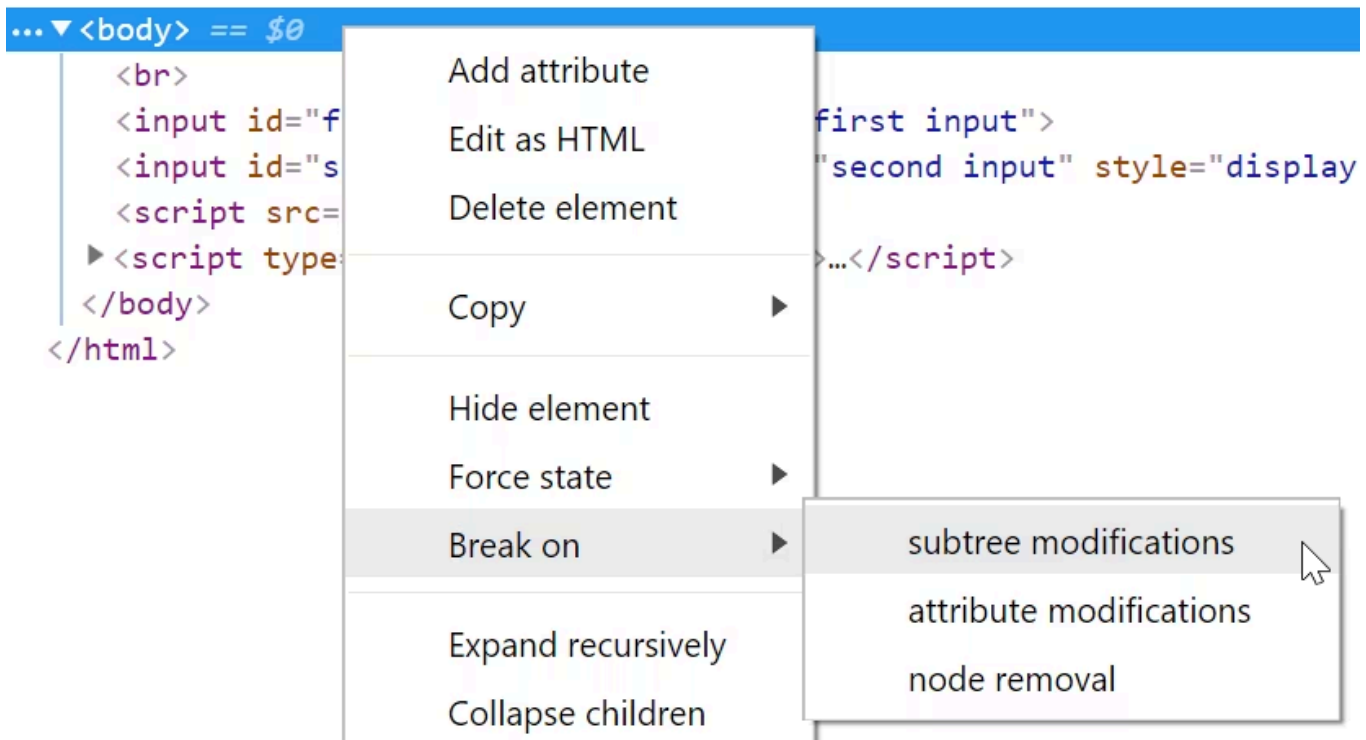 ... ▼ <body> == $0
<br>
<input id="f first input">
<input id="s "second input" style="display
<script src=
▶ <script type= >…</script>
</body>
</html>
Add attribute
Edit as HTML
Delete element
Copy ▶
Hide element
Force state ▶
Break on ▶
Expand recursively
Collapse children
subtree modifications
attribute modifications
node removal